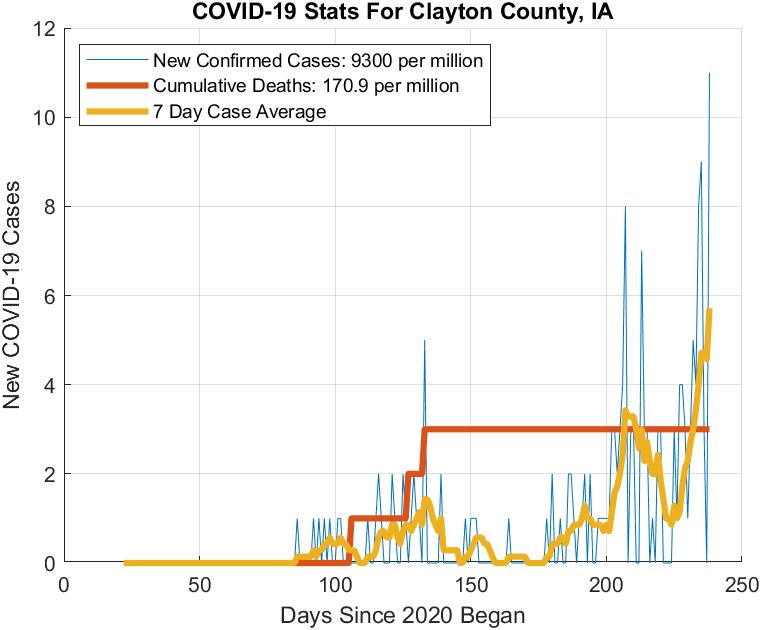 COVID-19 Stats For Clayton County, IA
New Confirmed Cases: 9300 per million
Cumulative Deaths: 170.9 per million
7 Day Case Average
New COVID-19 Cases
12
10
8
6
4
2
0
0 50 100 150 200 250
Days Since 2020 Began